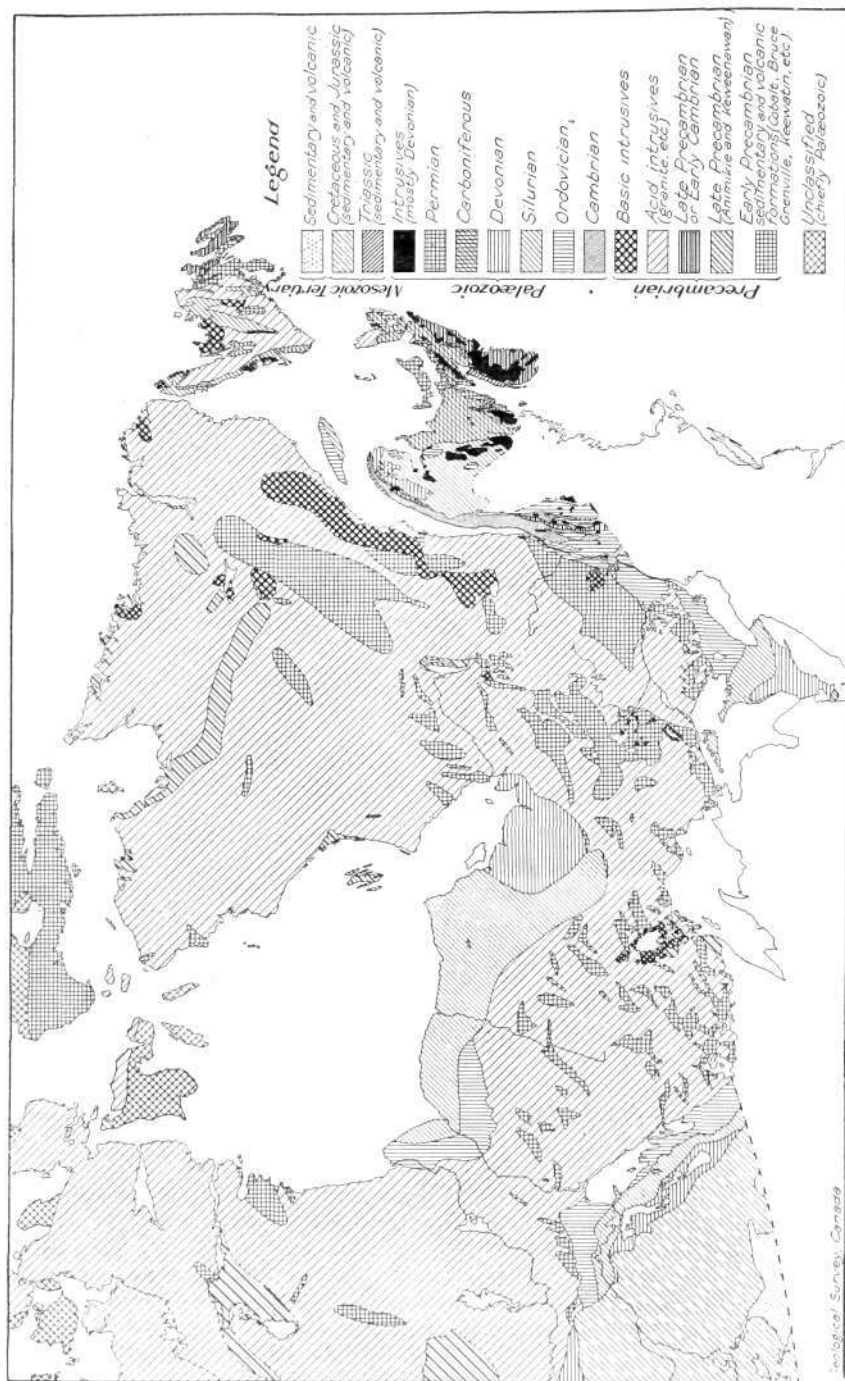 Legend
Tertiary
Sedimentary and volcanic
Mesozoic
Cretaceous and Jurassic
(sedimentary and volcanic)
Triassic
(sedimentary and volcanic)
Palæozoic
Intrusives
(mostly Devonian)
Permian
Carboniferous
Devonian
Silurian
Ordovician
Cambrian
Precambrian
Basic intrusives
Acid intrusives
(granite, etc)
Late Precambrian
or Early Cambrian
Late Precambrian
(Animikie and Keweenawan)
Early Precambrian
sedimentary and volcanic
formations (Cobalt, Bruce
Grenville, Keewatin, etc)
Unclassified
(chiefly Palæozoic)
Geological Survey, Canada